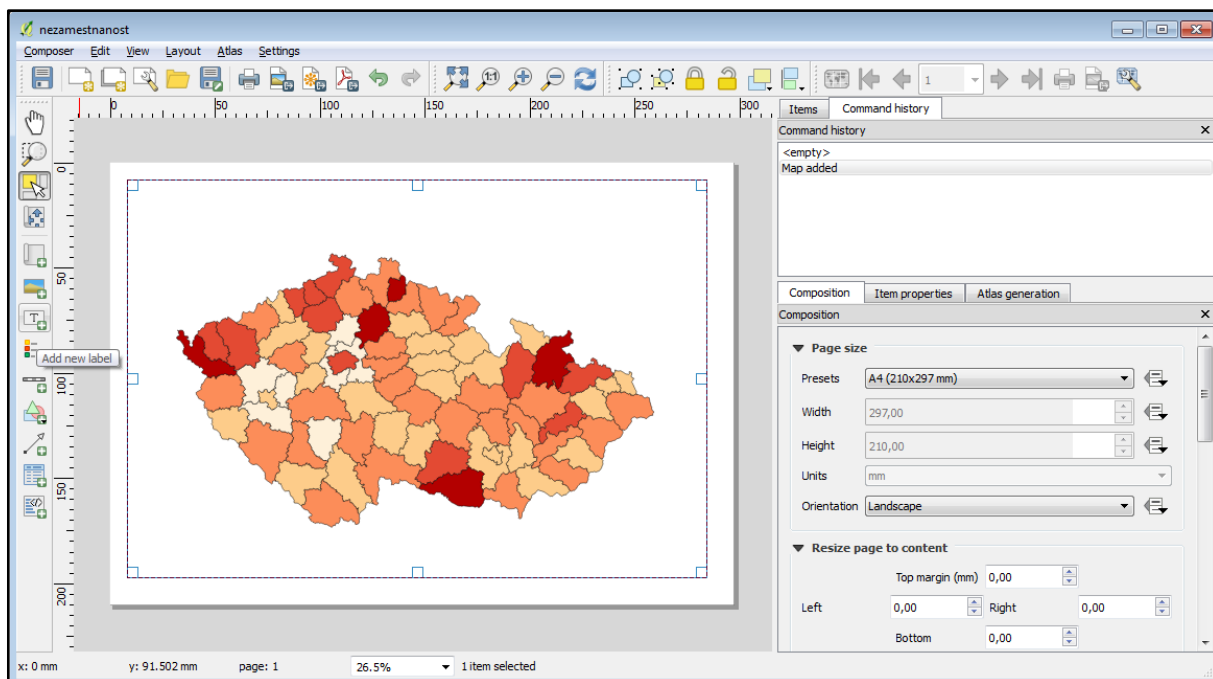 nezamestnanost
Composer Edit View Layout Atlas Settings
1:1
1
0 50 100 150 200 250 300
Items Command history
Command history
<empty>
Map added
0
50
100
150
200
T
Add new label
Composition Item properties Atlas generation
Composition
Page size
Presets A4 (210x297 mm)
Width 297,00
Height 210,00
Units mm
Orientation Landscape
Resize page to content
Top margin (mm) 0,00
Left 0,00 Right 0,00
Bottom 0,00
x: 0 mm y: 91.502 mm page: 1 26.5% 1 item selected